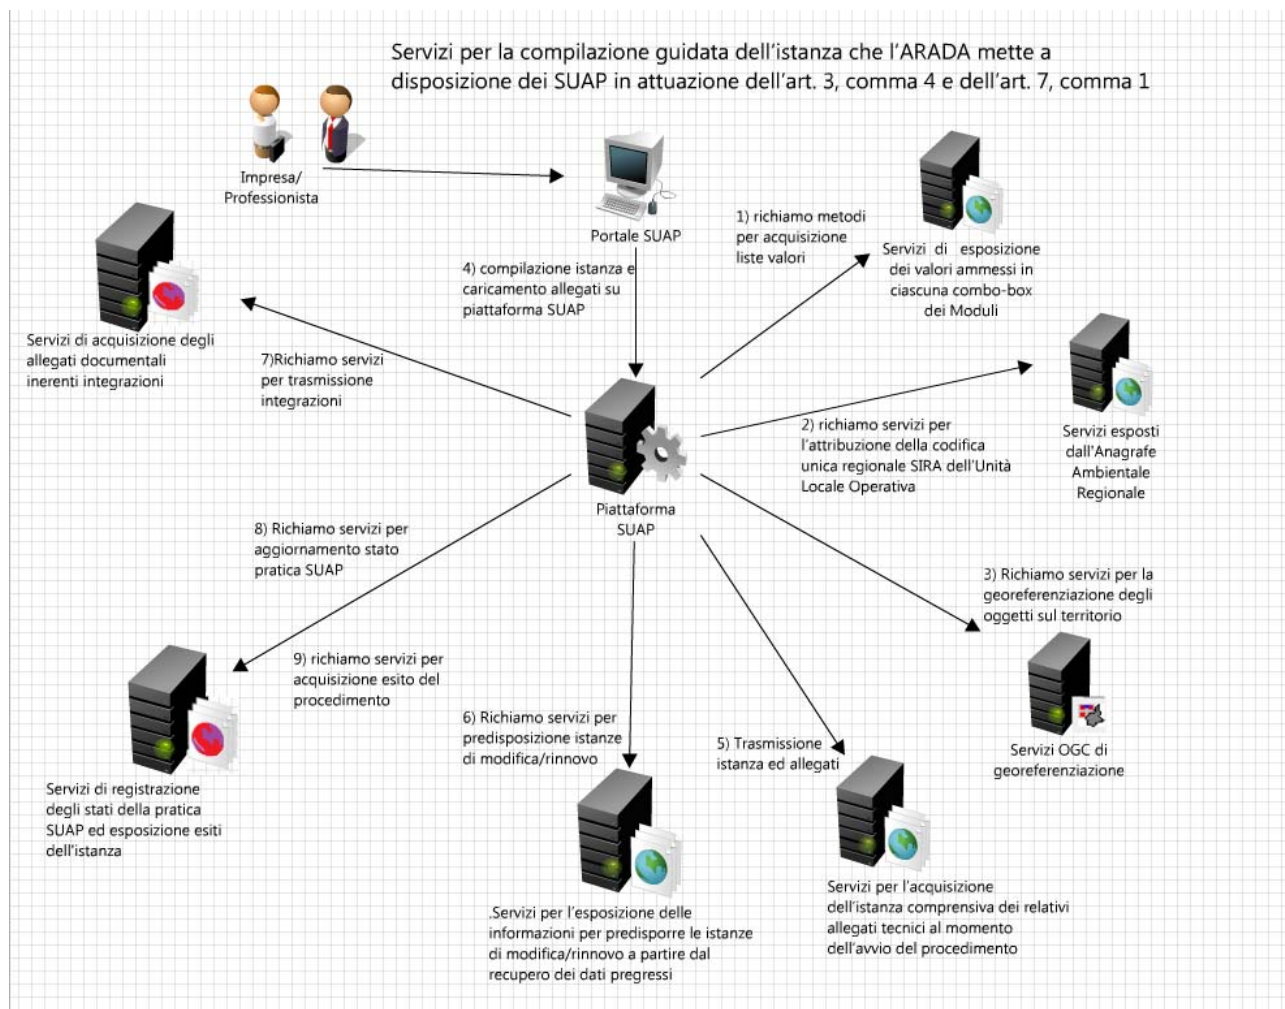 Servizi per la compilazione guidata dell'istanza che l'ARADA mette a
disposizione dei SUAP in attuazione dell'art. 3, comma 4 e dell'art. 7, comma 1
Impresa/
Professionista
Portale SUAP
1) richiamo metodi
per acquisizione
liste valori
Servizi di esposizione
dei valori ammessi in
ciascuna combo-box
dei Moduli
4) compilazione istanza e
caricamento allegati su
piattaforma SUAP
Servizi di acquisizione degli
allegati documentali
inerenti integrazioni
7)Richiamo servizi
per trasmissione
integrazioni
2) richiamo servizi per
l'attribuzione della codifica
unica regionale SIRA dell'Unità
Locale Operativa
Servizi esposti
dall'Anagrafe
Ambientale
Regionale
Piattaforma
SUAP
8) Richiamo servizi per
aggiornamento stato
pratica SUAP
3) Richiamo servizi per la
georeferenziazione degli
oggetti sul territorio
9) richiamo servizi per
acquisizione esito del
procedimento
6) Richiamo servizi per
predisposizione istanze
di modifica/rinnovo
5) Trasmissione
istanza ed allegati
Servizi OGC di
georeferenziazione
Servizi di registrazione
degli stati della pratica
SUAP ed esposizione esiti
dell'istanza
.Servizi per l'esposizione delle
informazioni per predisporre le istanze
di modifica/rinnovo a partire dal
recupero dei dati pregressi
Servizi per l'acquisizione
dell'istanza comprensiva dei relativi
allegati tecnici al momento
dell'avvio del procedimento